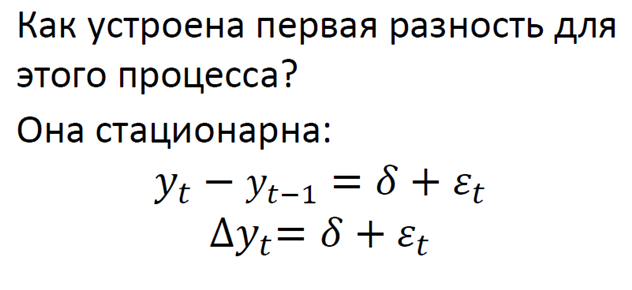 Как устроена первая разность для
этого процесса?
Она стационарна:
𝑦ₜ − 𝑦ₜ₋₁ = 𝛿 + 𝜀ₜ
Δ𝑦ₜ= 𝛿 + 𝜀ₜ